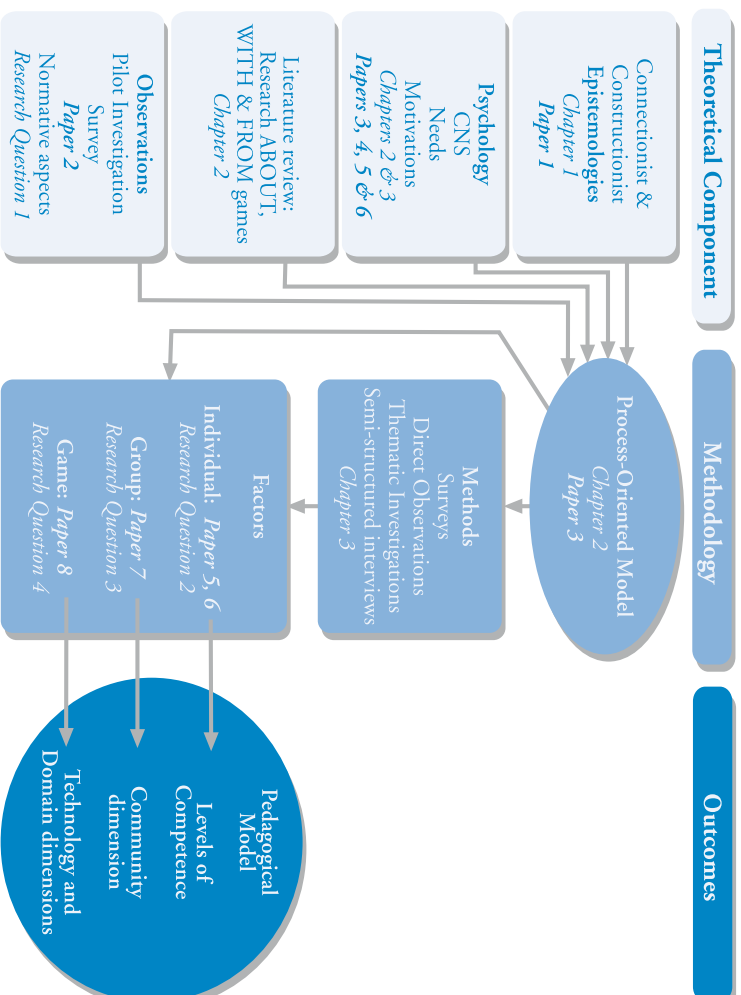 Theoretical Component
Connectionist &
Constructionist
Epistemologies
Chapter 1
Paper 1
Psychology
CNS
Needs
Motivations
Chapters 2 & 3
Papers 3, 4, 5 & 6
Literature review:
Research ABOUT,
WITH & FROM games
Chapter 2
Observations
Pilot Investigation
Survey
Paper 2
Normative aspects
Research Question 1
Methodology
Process-Oriented Model
Chapter 2
Paper 3
Methods
Surveys
Direct Observations
Thematic Investigations
Semi-structured interviews
Chapter 3
Factors
Individual: Paper 5, 6
Research Question 2
Group: Paper 7
Research Question 3
Game: Paper 8
Research Question 4
Outcomes
Pedagogical
Model
Levels of
Competence
Community
dimension
Technology and
Domain dimensions